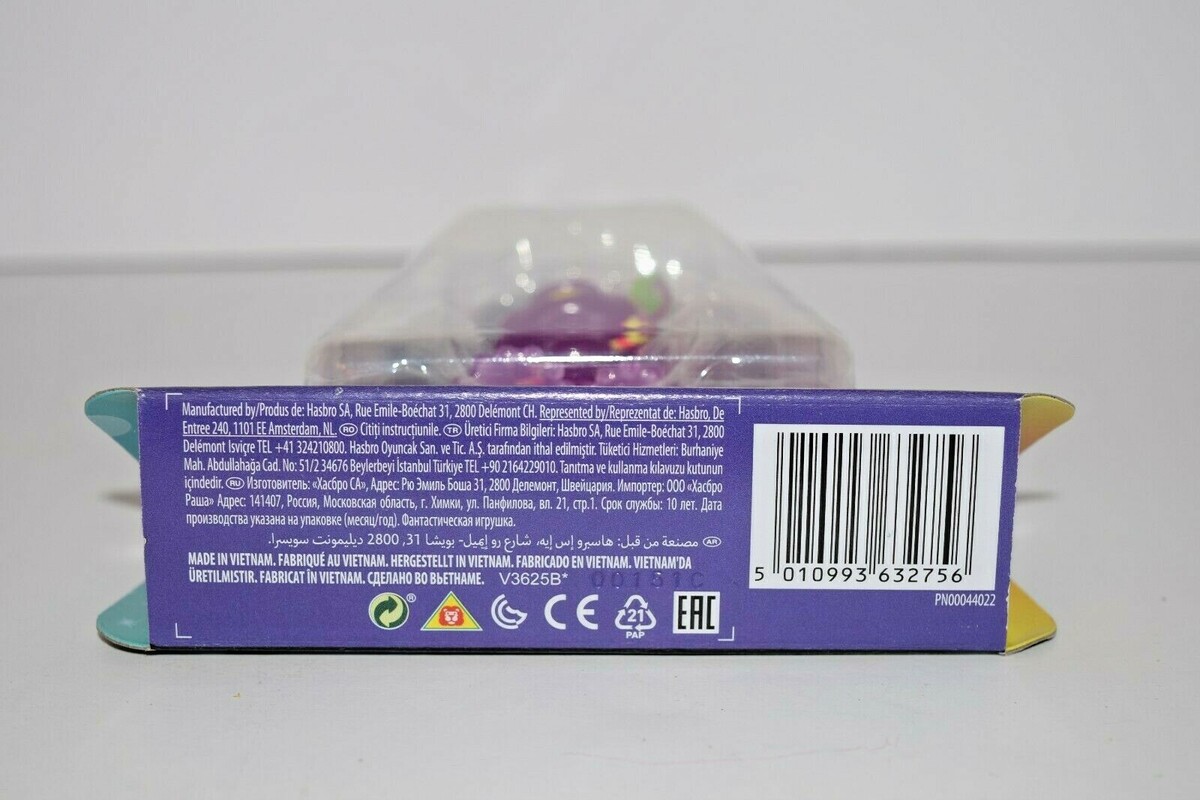 Manufactured by/Produs de: Hasbro SA, Rue Emile-Boéchat 31, 2800 Delémont CH. Represented by/Reprezentat de: Hasbro, De
Entree 240, 1101 EE Amsterdam, NL. RO Citiți instrucțiunile. TR Üretici Firma Bilgileri: Hasbro SA, Rue Emile-Boéchat 31, 2800
Delémont İsviçre TEL +41 324210800. Hasbro Oyuncak San. ve Tic. A.Ş. tarafından ithal edilmiştir. Tüketici Hizmetleri: Burhaniye
Mah. Abdullahağa Cad. No: 51/2 34676 Beylerbeyi İstanbul Türkiye TEL +90 2164229010. Tanıtma ve kullanma kılavuzu kutunun
içindedir. RU Изготовитель: «Хасбро СА», Адрес: Рю Эмиль Боша 31, 2800 Делемонт, Швейцария. Импортер: ООО «Хасбро
Раша» Адрес: 141407, Россия, Московская область, г. Химки, ул. Панфилова, вл. 21, стр.1. Срок службы: 10 лет. Дата
производства указана на упаковке (месяц/год). Фантастическая игрушка.
AR مصنعة من قبل: هاسبرو إس إيه، شارع رو إميل- بويشا 31, 2800 ديليمونت سويسرا.
MADE IN VIETNAM. FABRIQUÉ AU VIETNAM. HERGESTELLT IN VIETNAM. FABRICADO EN VIETNAM. VIETNAM'DA
ÜRETILMISTIR. FABRICAT ÎN VIETNAM. СДЕЛАНО ВО ВЬЕТНАМЕ. V3625B* 00151C
® CE 21 PAP EAC
5 010993 632756
PN00044022